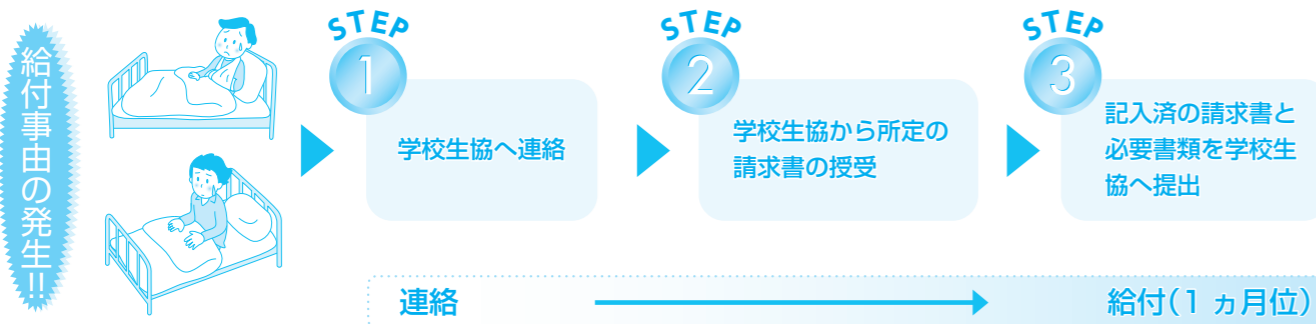 給付事由の発生!!
STEP
1
学校生協へ連絡
STEP
2
学校生協から所定の
請求書の授受
STEP
3
記入済の請求書と
必要書類を学校生
協へ提出
連絡
給付(1ヵ月位)